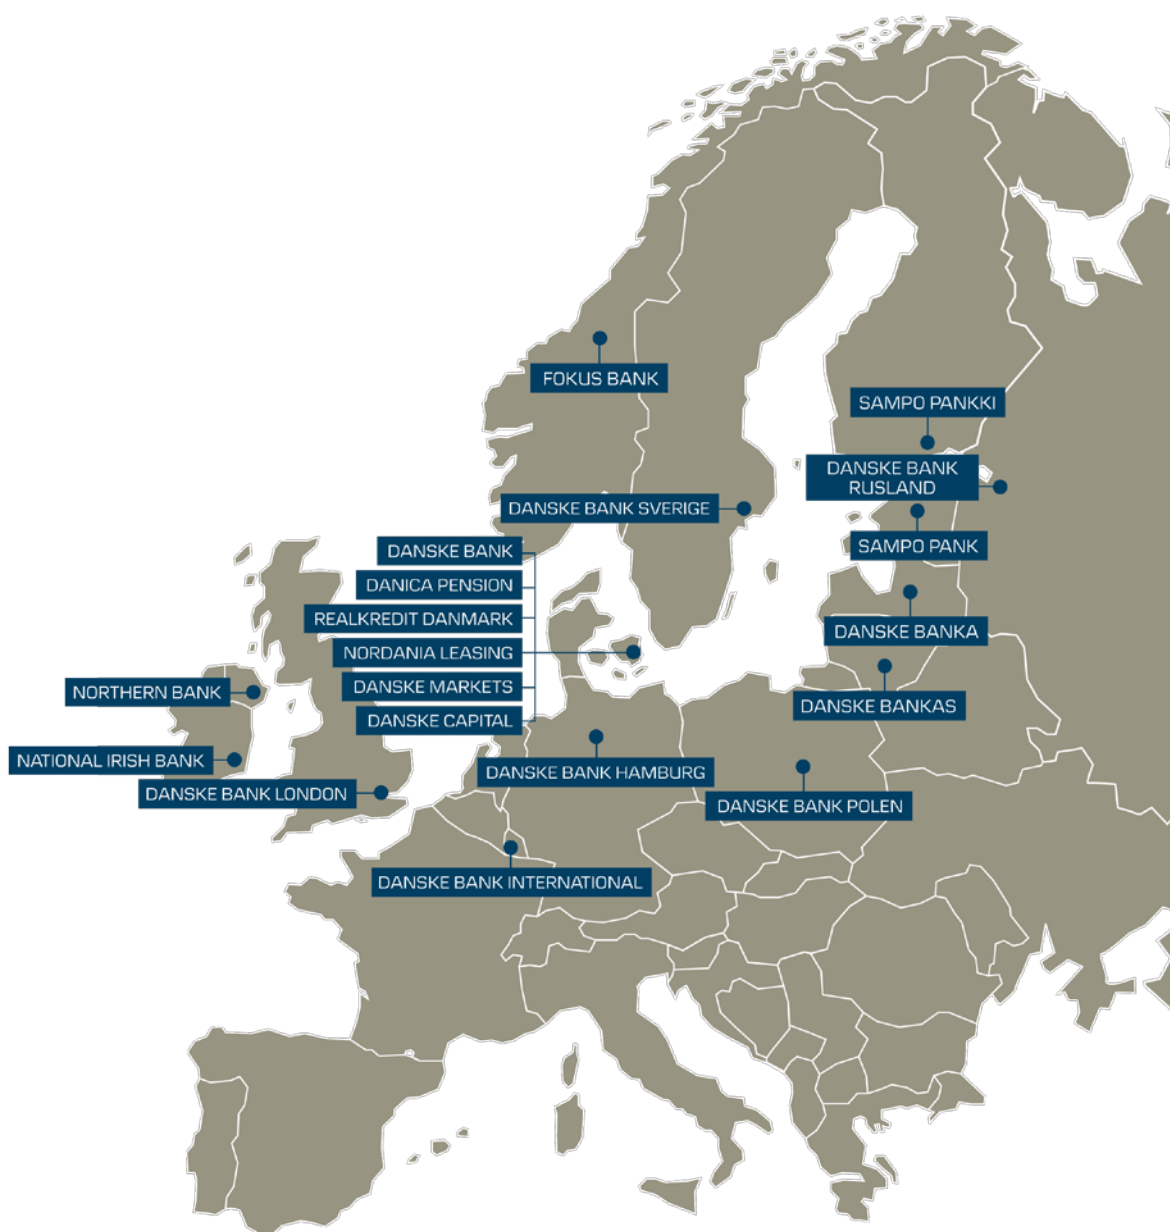 FOKUS BANK
SAMPO PANKKI
DANSKE BANK
RUSLAND
DANSKE BANK SVERIGE
SAMPO PANK
DANSKE BANK
DANICA PENSION
REALKREDIT DANMARK
NORDANIA LEASING
DANSKE MARKETS
DANSKE CAPITAL
DANSKE BANKA
DANSKE BANKAS
NORTHERN BANK
NATIONAL IRISH BANK
DANSKE BANK LONDON
DANSKE BANK HAMBURG
DANSKE BANK POLEN
DANSKE BANK INTERNATIONAL